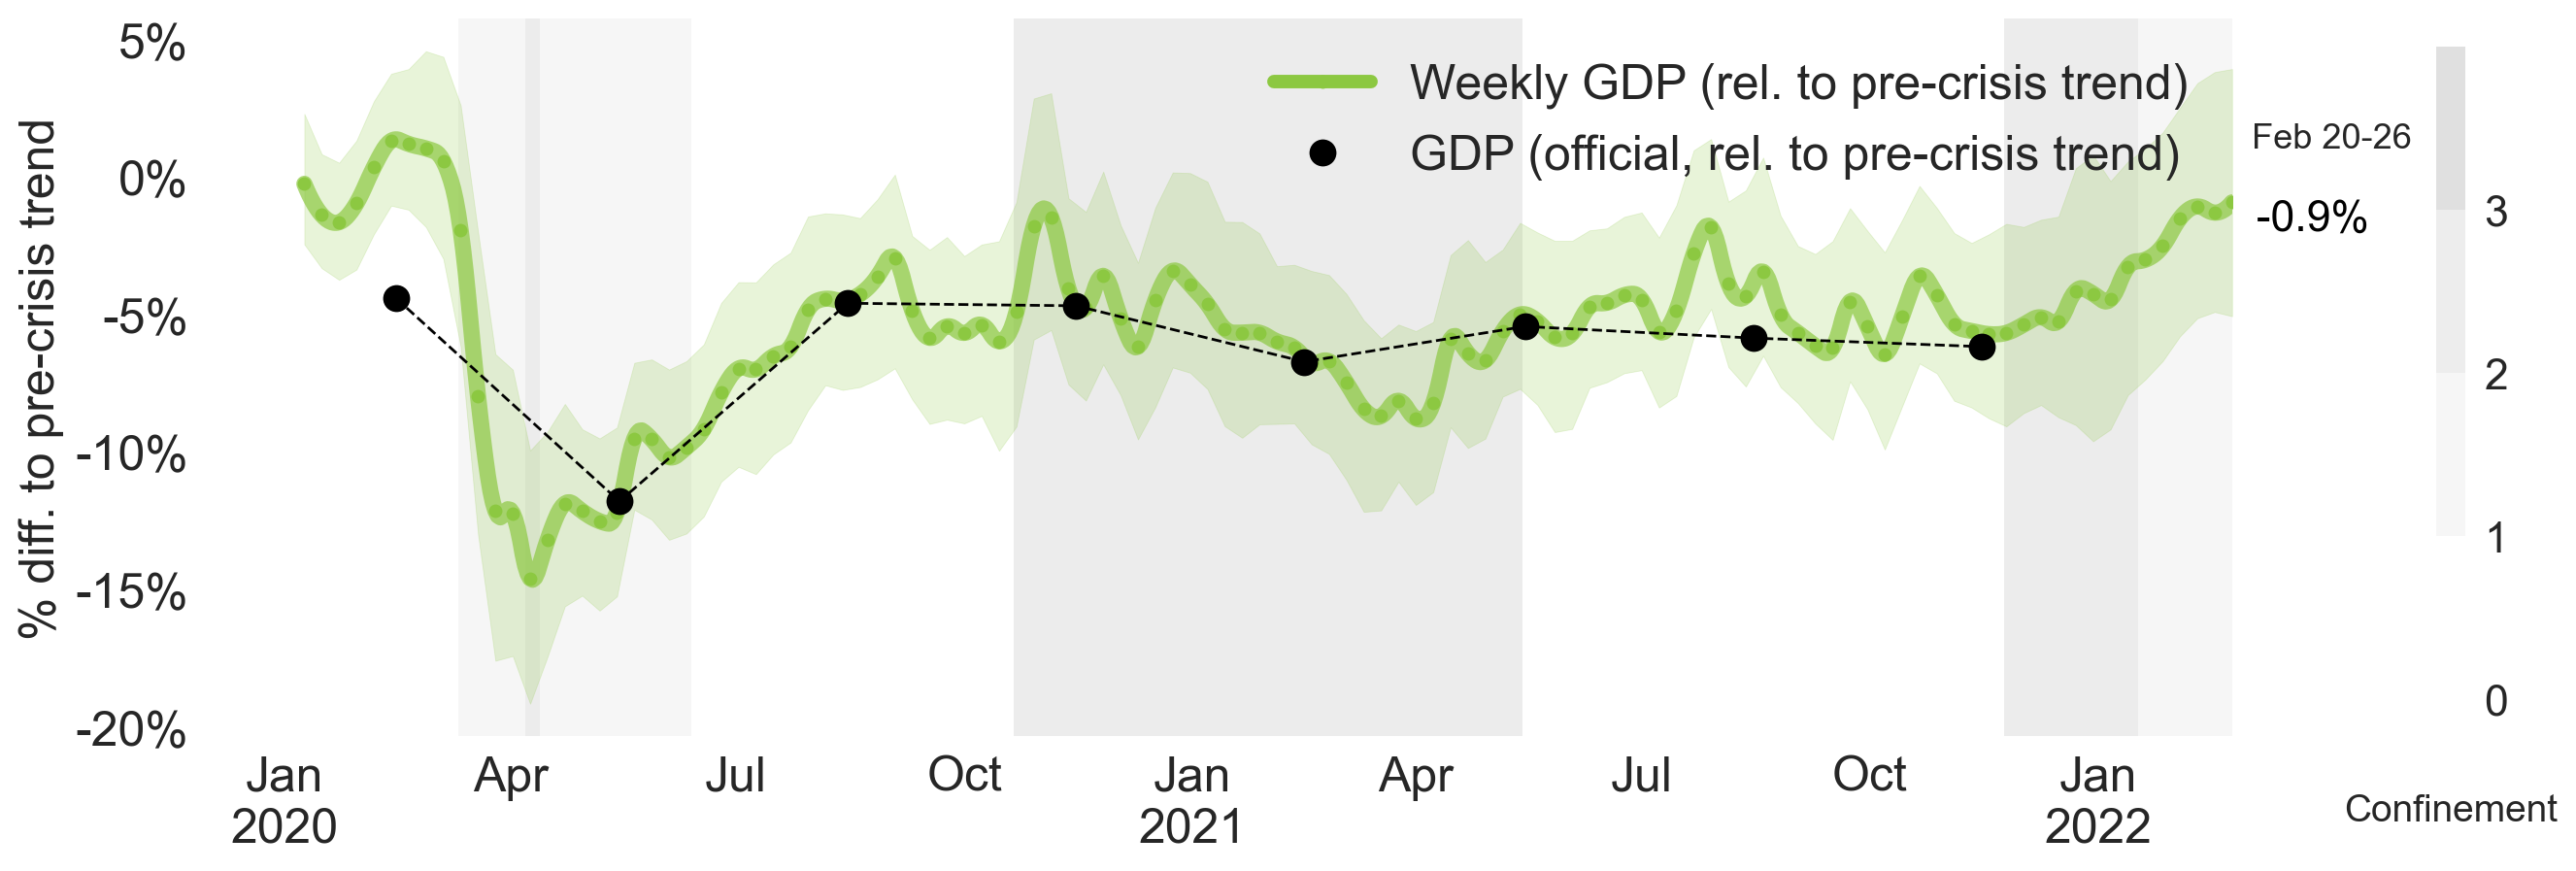 % diff. to pre-crisis trend
5%
0%
-5%
-10%
-15%
-20%
Weekly GDP (rel. to pre-crisis trend)
GDP (official, rel. to pre-crisis trend)
Feb 20-26
-0.9%
3
2
1
0
Jan Apr Jul Oct Jan Apr Jul Oct Jan
2020 2021 2022
Confinement